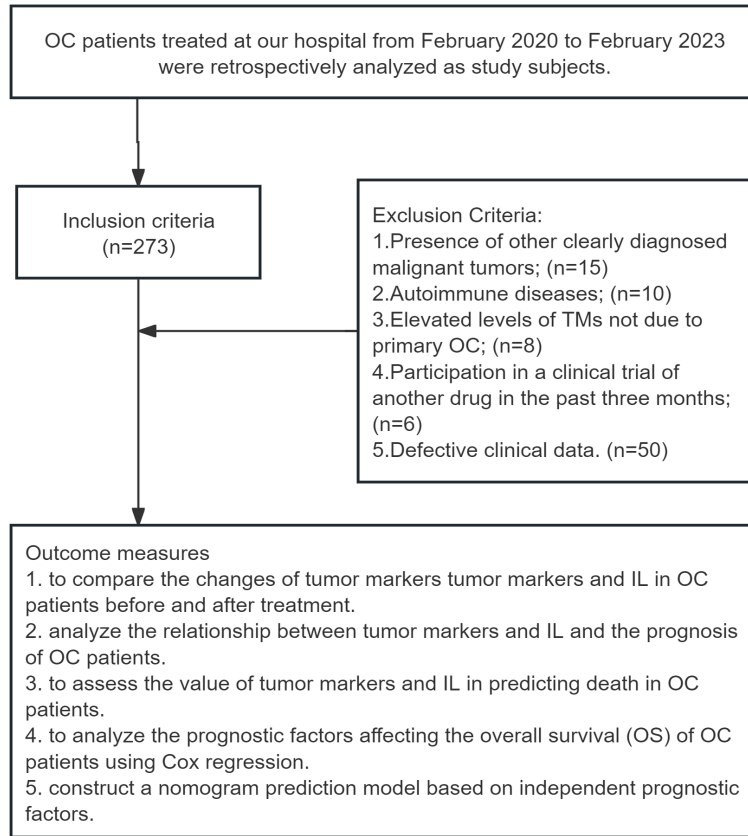 OC patients treated at our hospital from February 2020 to February 2023
were retrospectively analyzed as study subjects.
Inclusion criteria
(n=273)
Exclusion Criteria:
1.Presence of other clearly diagnosed
malignant tumors; (n=15)
2.Autoimmune diseases; (n=10)
3.Elevated levels of TMs not due to
primary OC; (n=8)
4.Participation in a clinical trial of
another drug in the past three months;
(n=6)
5.Defective clinical data. (n=50)
Outcome measures
1. to compare the changes of tumor markers tumor markers and IL in OC
patients before and after treatment.
2. analyze the relationship between tumor markers and IL and the prognosis
of OC patients.
3. to assess the value of tumor markers and IL in predicting death in OC
patients.
4. to analyze the prognostic factors affecting the overall survival (OS) of OC
patients using Cox regression.
5. construct a nomogram prediction model based on independent prognostic
factors.